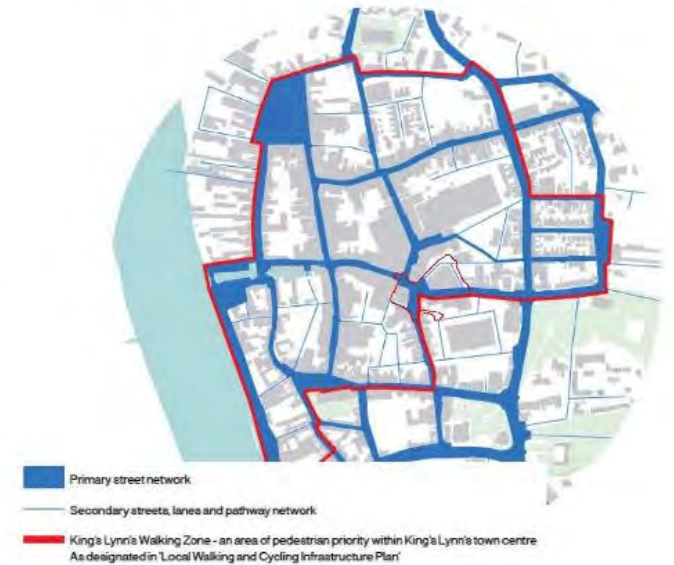 Primary street network
Secondary streets, lanes and pathway network
King's Lynn's Walking Zone - an area of pedestrian priority within King's Lynn's town centre
As designated in 'Local Walking and Cycling Infrastructure Plan'